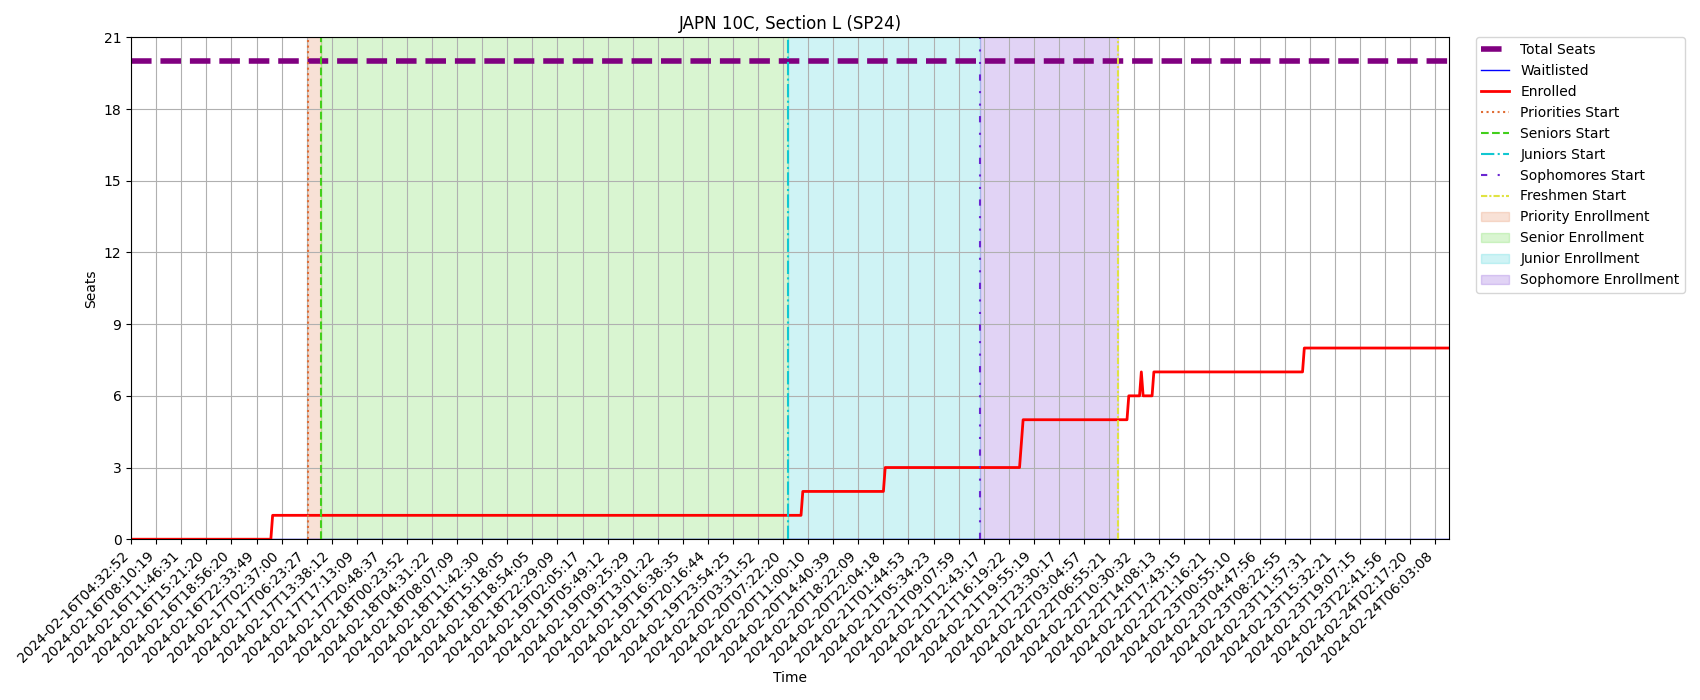 JAPN 10C, Section L (SP24)
21
18
15
12
9
6
3
0
Seats
2024-02-16T04:32:52
2024-02-16T08:10:19
2024-02-16T11:46:31
2024-02-16T15:21:20
2024-02-16T18:56:20
2024-02-16T22:33:49
2024-02-17T02:37:00
2024-02-17T06:23:27
2024-02-17T13:38:12
2024-02-17T17:13:09
2024-02-17T20:48:37
2024-02-18T00:23:52
2024-02-18T04:31:22
2024-02-18T08:07:09
2024-02-18T11:42:30
2024-02-18T15:18:05
2024-02-18T18:54:05
2024-02-18T22:29:09
2024-02-19T02:05:17
2024-02-19T05:49:12
2024-02-19T09:25:29
2024-02-19T13:01:22
2024-02-19T16:38:35
2024-02-19T20:16:44
2024-02-19T23:54:25
2024-02-20T03:31:52
2024-02-20T07:22:20
2024-02-20T11:00:10
2024-02-20T14:40:39
2024-02-20T18:22:09
2024-02-20T22:04:18
2024-02-21T01:44:53
2024-02-21T05:34:23
2024-02-21T09:07:59
2024-02-21T12:43:17
2024-02-21T16:19:22
2024-02-21T19:55:19
2024-02-21T23:30:17
2024-02-22T03:04:57
2024-02-22T06:55:21
2024-02-22T10:30:32
2024-02-22T14:08:13
2024-02-22T17:43:15
2024-02-22T21:16:21
2024-02-23T00:55:10
2024-02-23T04:47:56
2024-02-23T08:22:55
2024-02-23T11:57:31
2024-02-23T15:32:21
2024-02-23T19:07:15
2024-02-23T22:41:56
2024-02-24T02:17:20
2024-02-24T06:03:08
Time
Total Seats
Waitlisted
Enrolled
Priorities Start
Seniors Start
Juniors Start
Sophomores Start
Freshmen Start
Priority Enrollment
Senior Enrollment
Junior Enrollment
Sophomore Enrollment